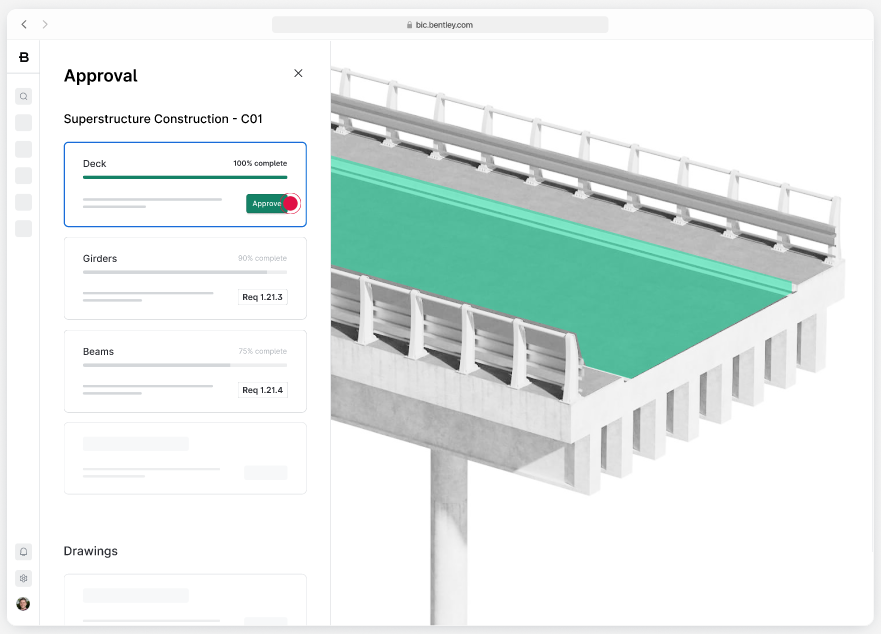 bic.bentley.com
B
Approval
Superstructure Construction - C01
Deck
100% complete
Approve
Girders
90% complete
Req 1.21.3
Beams
75% complete
Req 1.21.4
Drawings